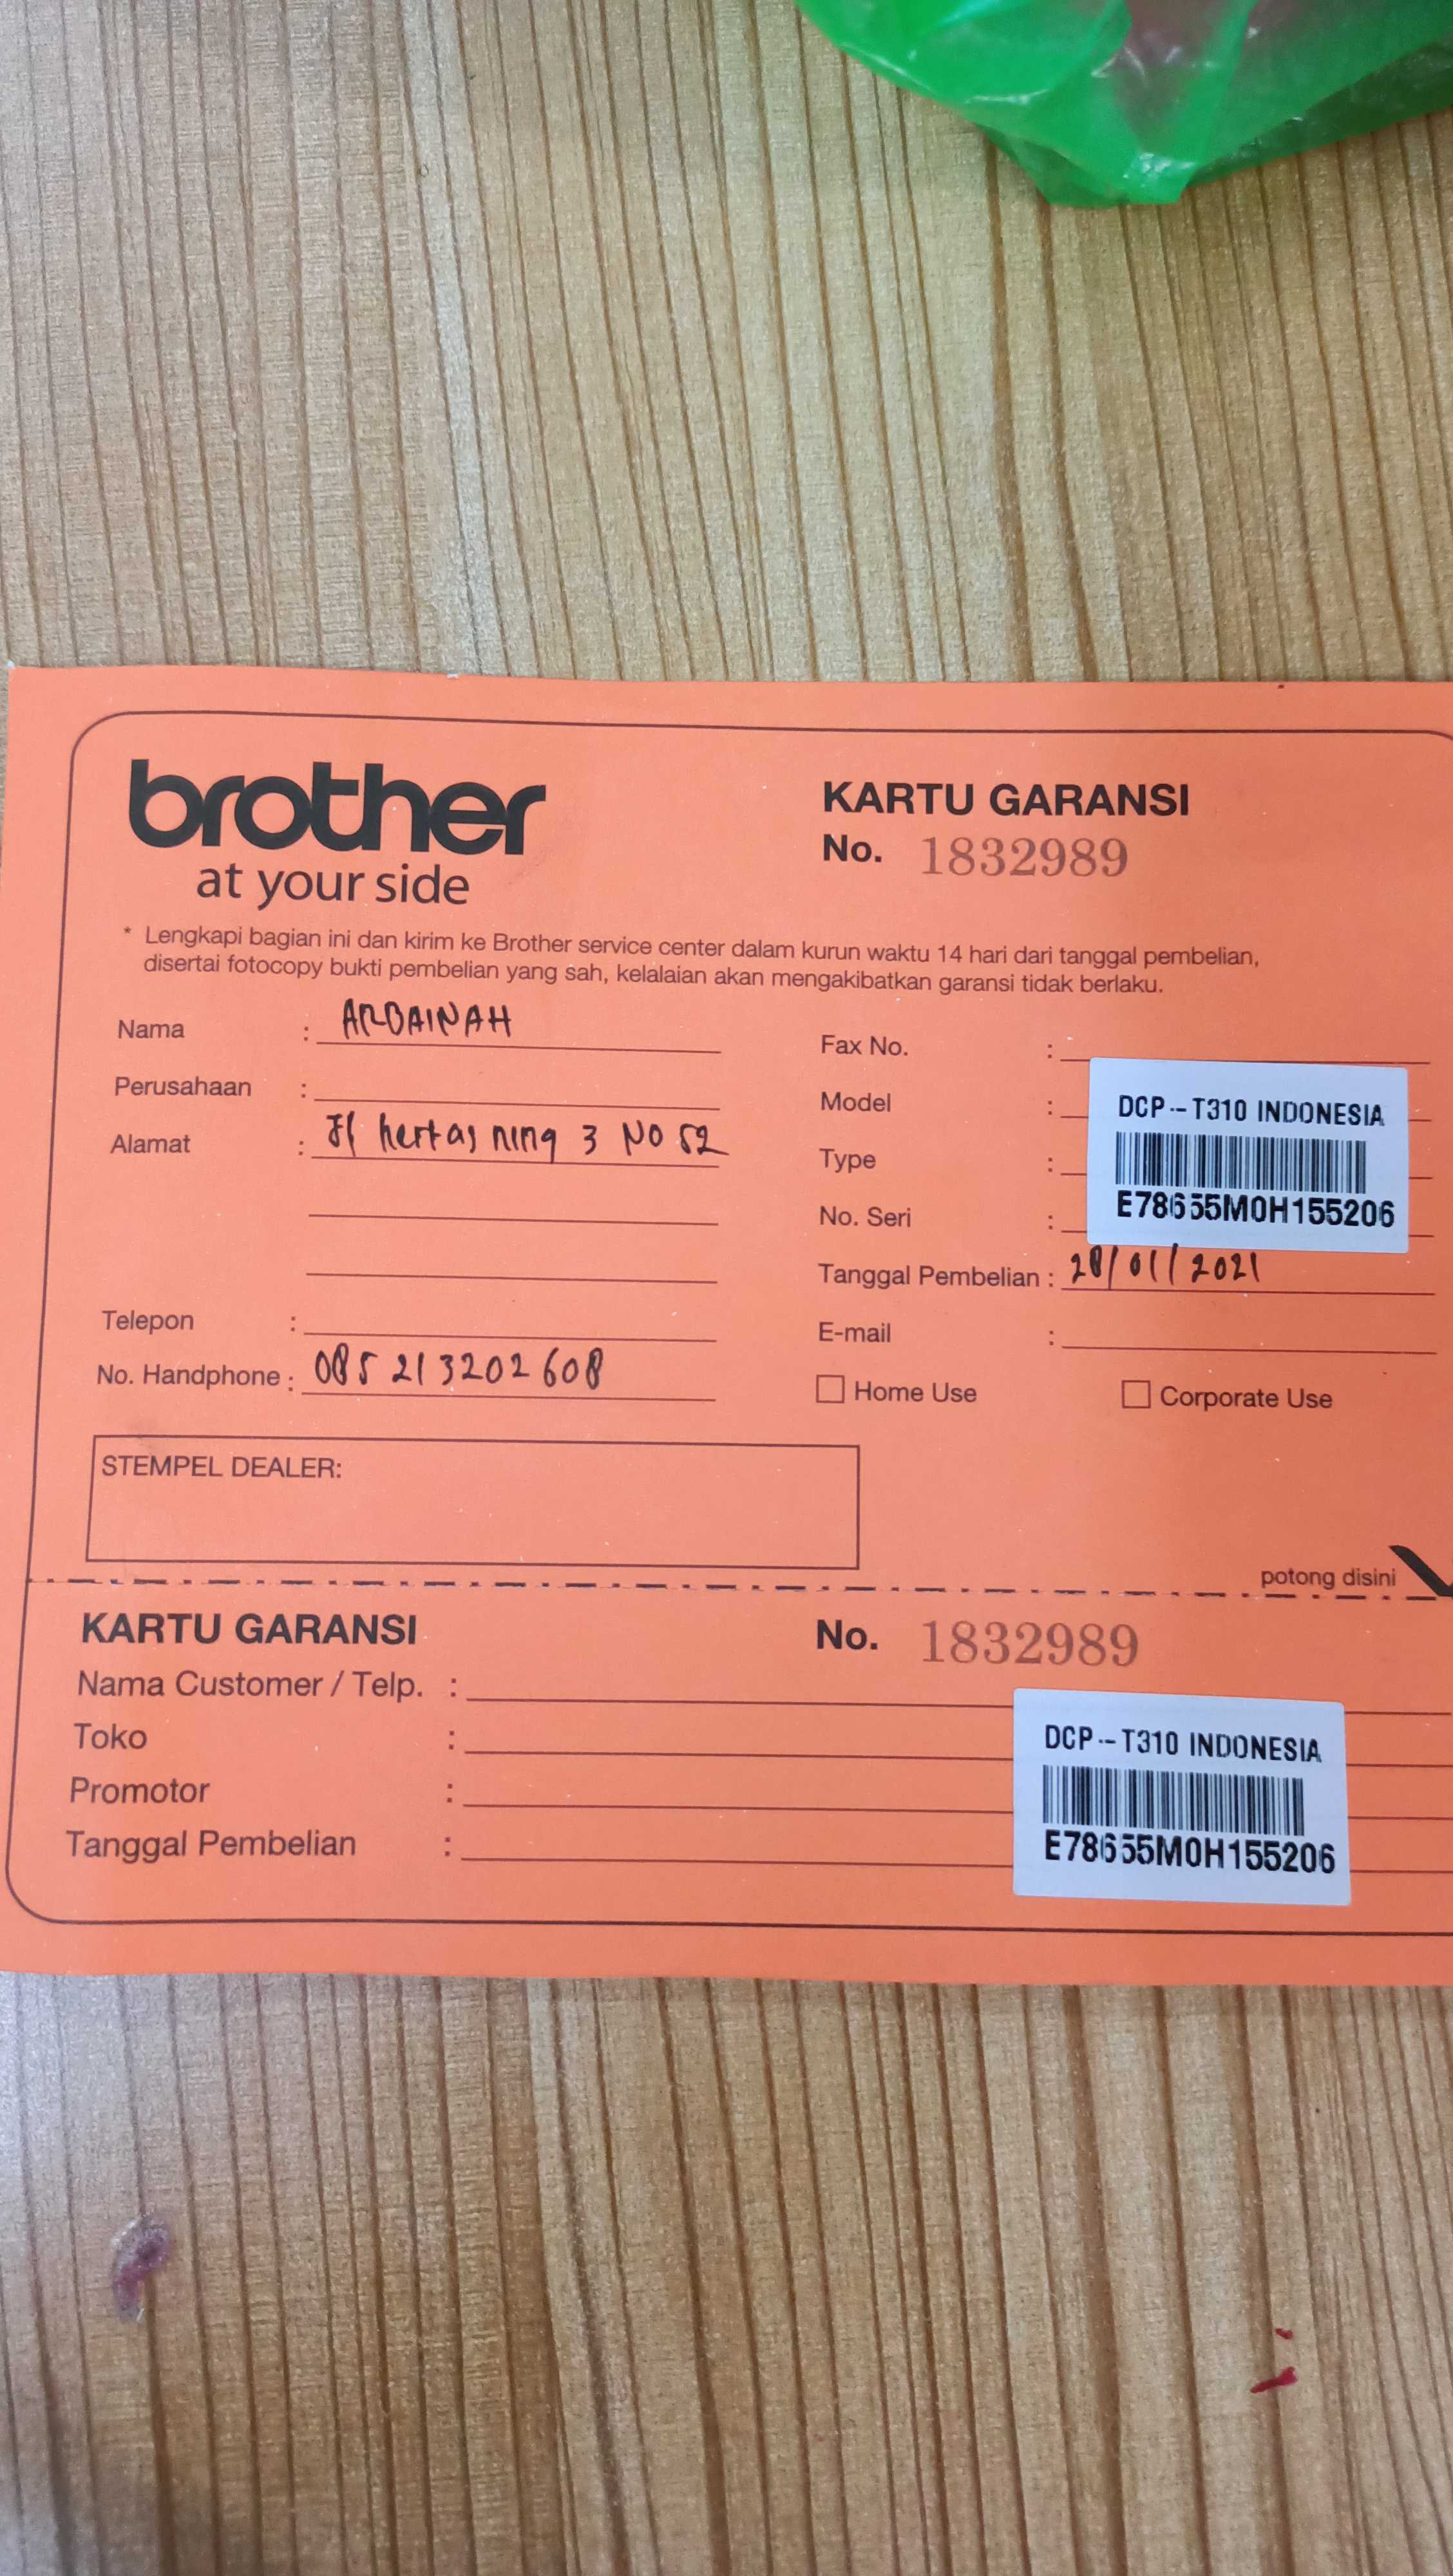 brother
at your side
KARTU GARANSI
No. 1832989
* Lengkapi bagian ini dan kirim ke Brother service center dalam kurun waktu 14 hari dari tanggal pembelian,
disertai fotocopy bukti pembelian yang sah, kelalaian akan mengakibatkan garansi tidak berlaku.
Nama : ARDAINAH
Perusahaan :
Alamat : Jl hertasning 3 NO 52
Telepon :
No. Handphone : 085 213202608
Fax No. :
Model :
Type :
No. Seri :
DCP-T310 INDONESIA
E78655M0H155206
Tanggal Pembelian : 28/01/2021
E-mail :
Home Use
Corporate Use
STEMPEL DEALER:
potong disini
KARTU GARANSI
No. 1832989
Nama Customer / Telp. :
Toko :
Promotor :
Tanggal Pembelian :
DCP-T310 INDONESIA
E78655M0H155206